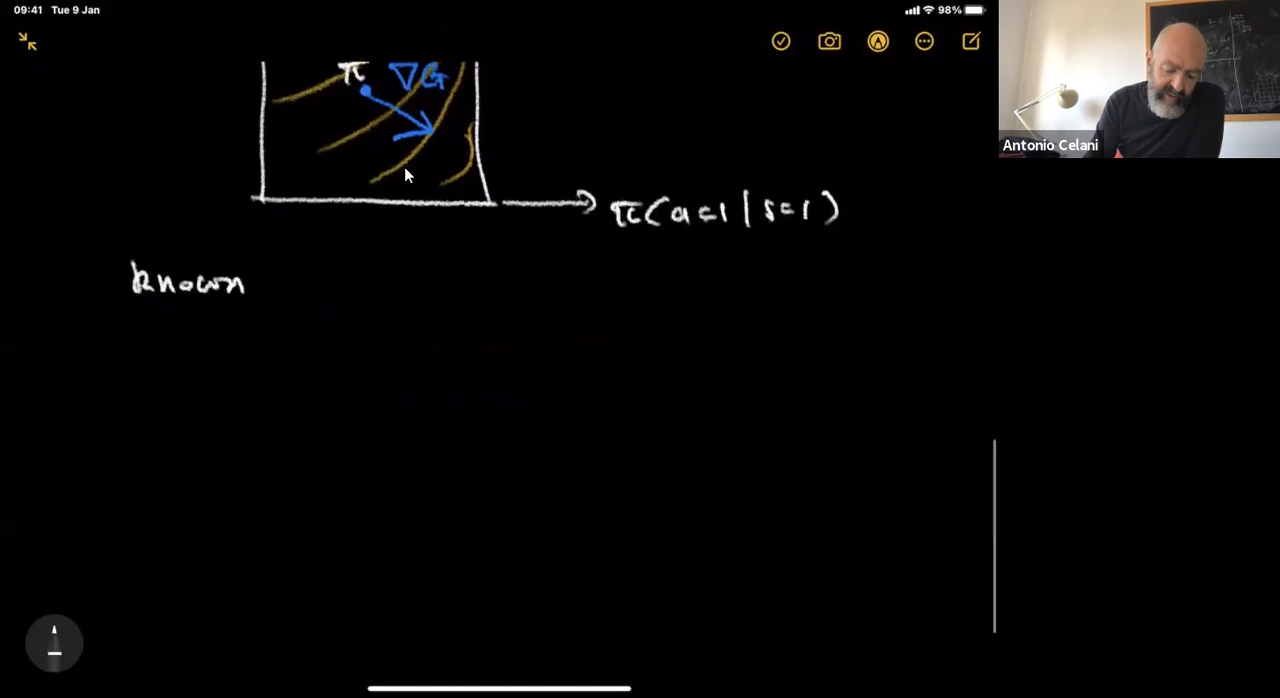 09:41 Tue 9 Jan
98%
π ∇G
π(a=1 | s=1)
known
Antonio Celani